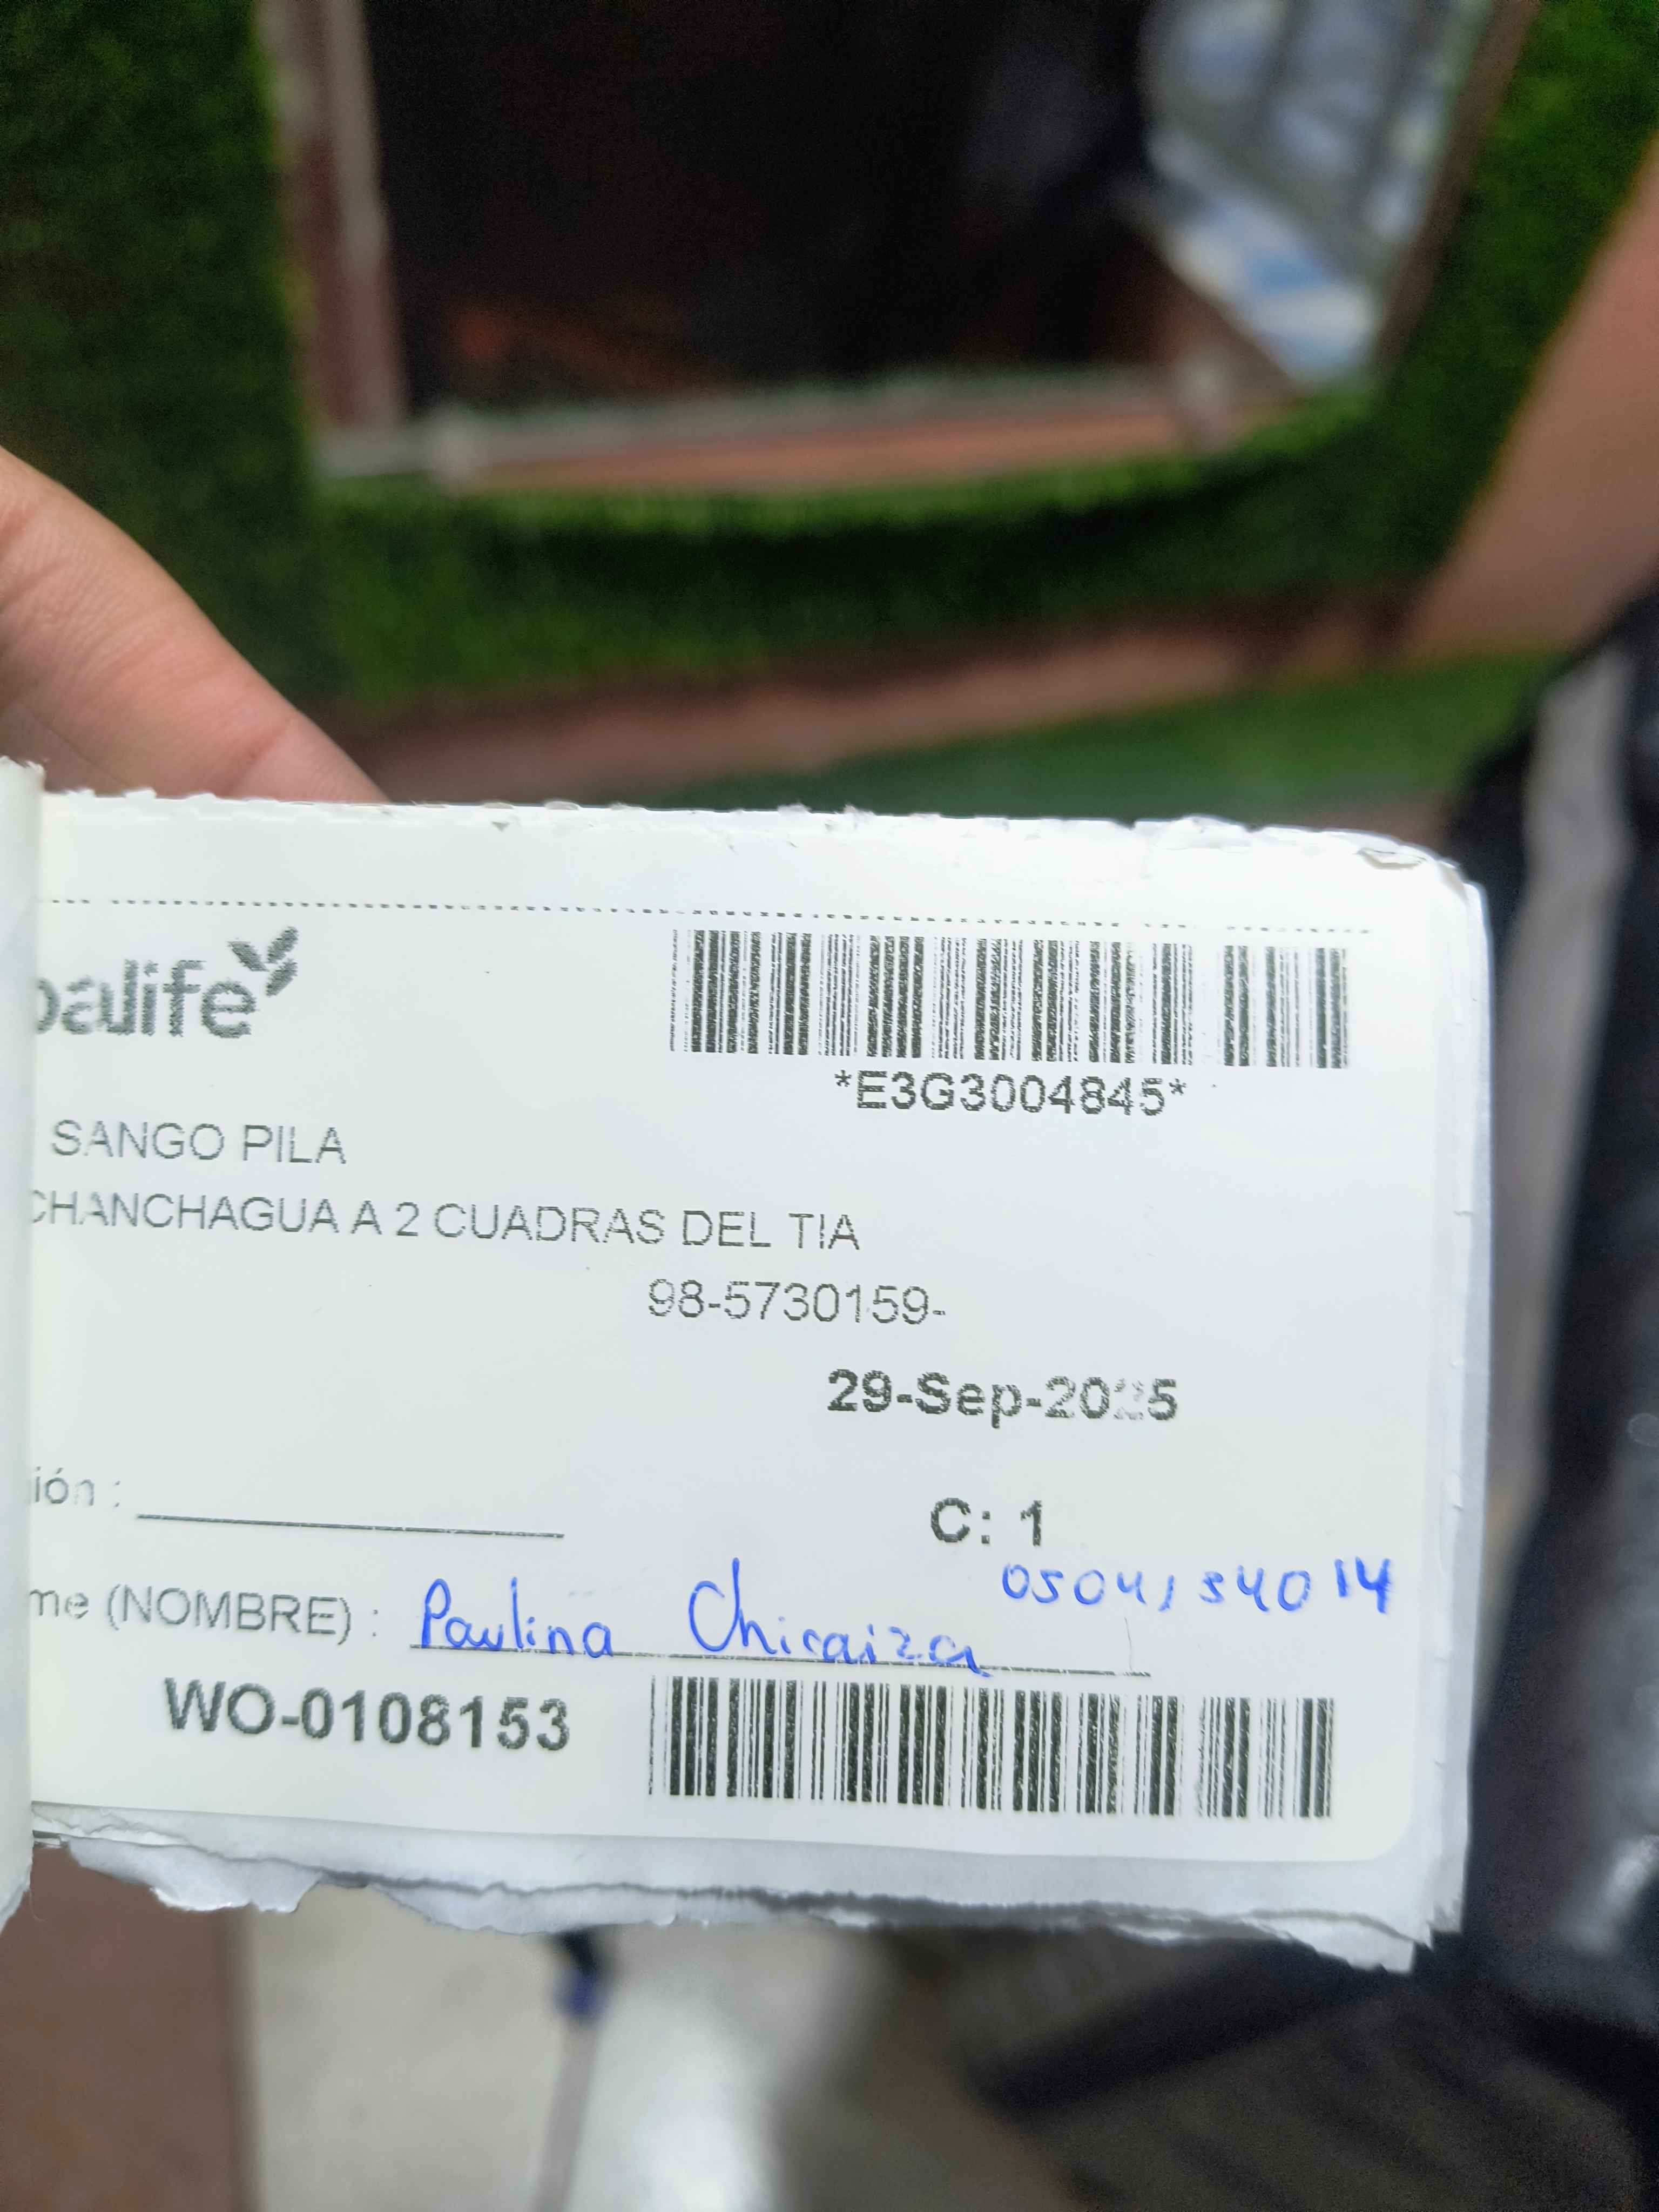 balife
*E3G3004845*
SANGO PILA
CHANCHAGUA A 2 CUADRAS DEL TIA
98-5730159-
29-Sep-2025
ión :
C: 1
0504154014
me (NOMBRE) : Paulina Chicaiza
WO-0108153